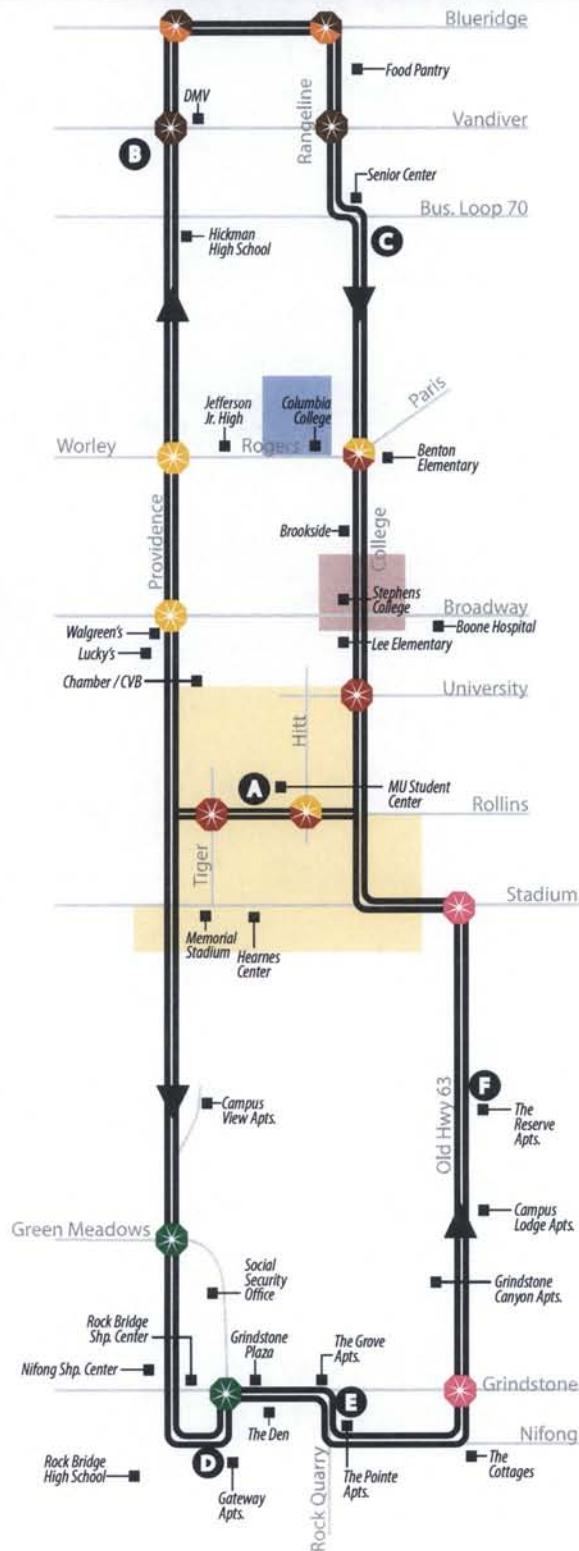 Blueridge
Food Pantry
DMV
Rangeline
Vandiver
B
Senior Center
Bus. Loop 70
C
Hickman
High School
Paris
Jefferson
Jr. High
Columbia
College
Worley
Rogers
Benton
Elementary
Providence
College
Brookside
Stephens
College
Broadway
Walgreen's
Boone Hospital
Lucky's
Lee Elementary
Chamber / CVB
University
Hitt
A
MU Student
Center
Rollins
Tiger
Stadium
Memorial
Stadium
Hearnes
Center
Old Hwy 63
F
Campus
View Apts.
The
Reserve
Apts.
Campus
Lodge Apts.
Green Meadows
Social
Security
Office
Grindstone
Canyon Apts.
Rock Bridge
Shp. Center
Grindstone
Plaza
The Grove
Apts.
Nifong Shp. Center
Grindstone
E
The Den
Nifong
D
Rock Bridge
High School
Gateway
Apts.
Rock Quarry
The Pointe
Apts.
The
Cottages